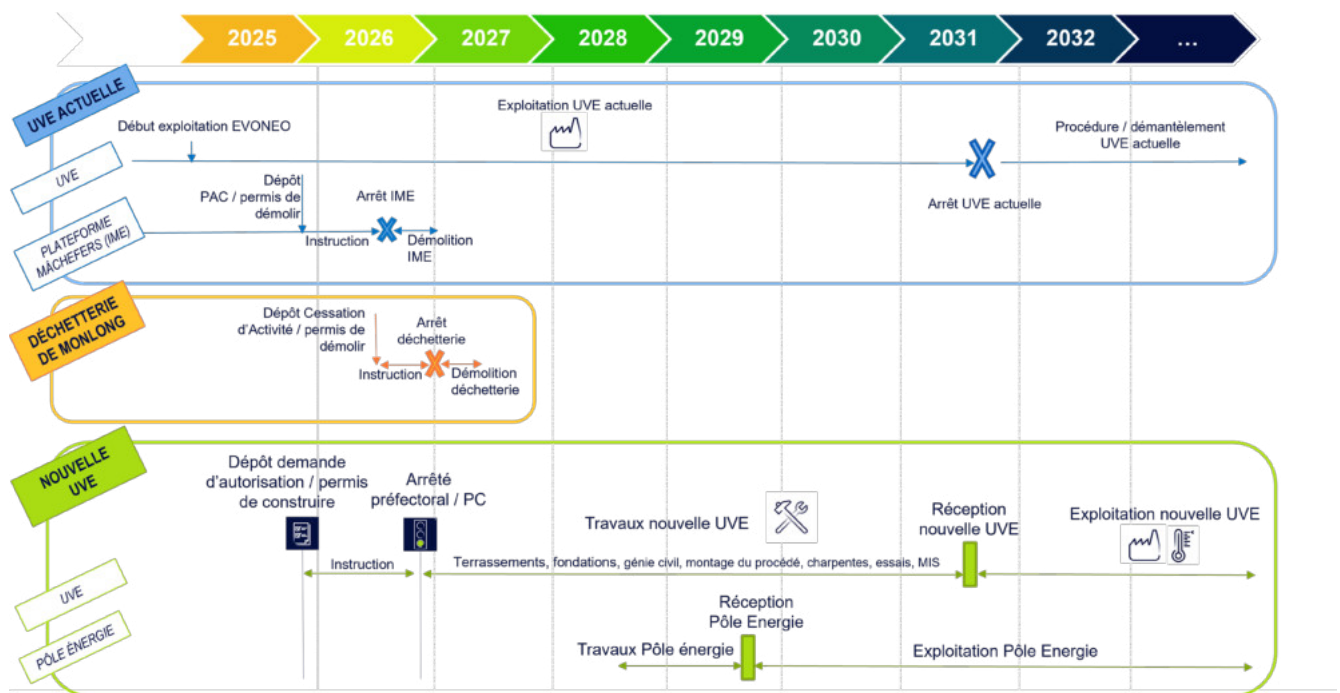 2025
2026
2027
2028
2029
2030
2031
2032
...
UVE ACTUELLE
Exploitation UVE actuelle
Début exploitation EVONEO
Procédure / démantèlement
UVE actuelle
UVE
Dépôt
PAC / permis de
démolir
Arrêt IME
Arrêt UVE actuelle
PLATEFORME
MÂCHEFERS (IME)
Instruction
Démolition
IME
DÉCHETTERIE
DE MONLONG
Dépôt Cessation
d'Activité / permis de
démolir
Arrêt
déchetterie
Instruction
Démolition
déchetterie
NOUVELLE
UVE
Dépôt demande
d'autorisation / permis
de construire
Arrêté
préfectoral / PC
Travaux nouvelle UVE
Réception
nouvelle UVE
Exploitation nouvelle UVE
Instruction
Terrassements, fondations, génie civil, montage du procédé, charpentes, essais, MIS
UVE
Réception
Pôle Energie
PÔLE ÉNERGIE
Travaux Pôle énergie
Exploitation Pôle Energie